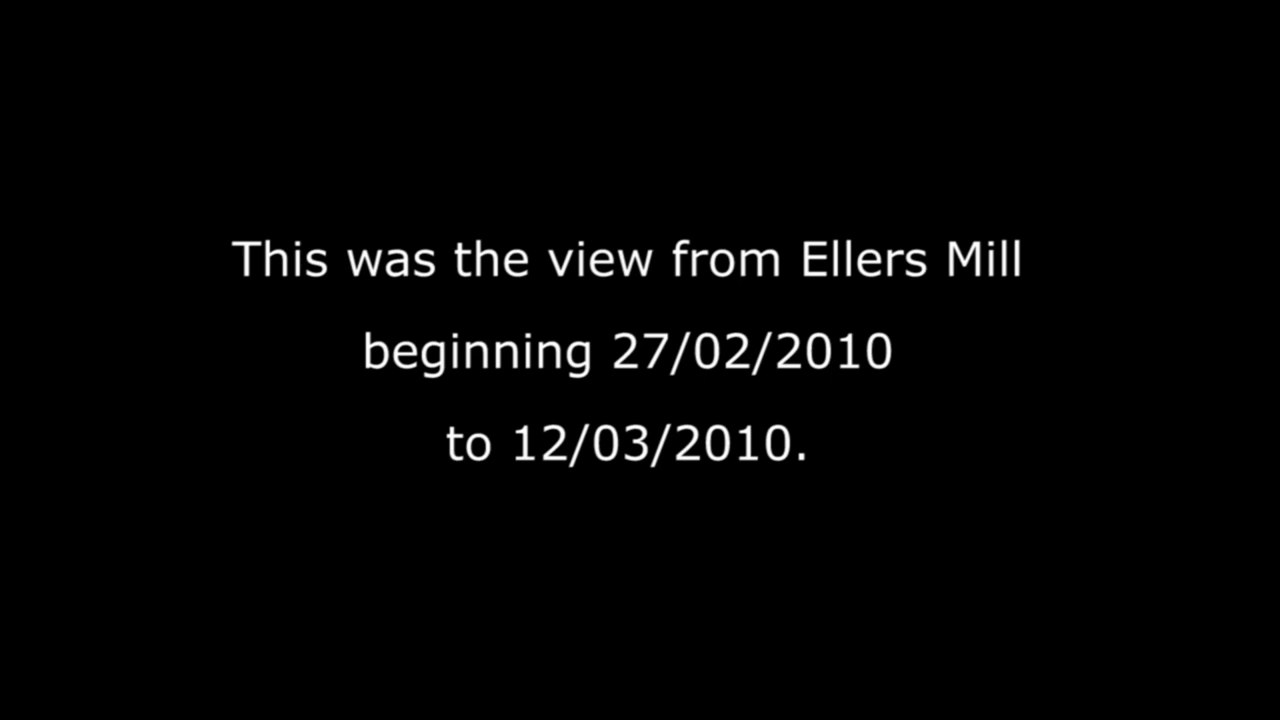 This was the view from Ellers Mill
beginning 27/02/2010
to 12/03/2010.